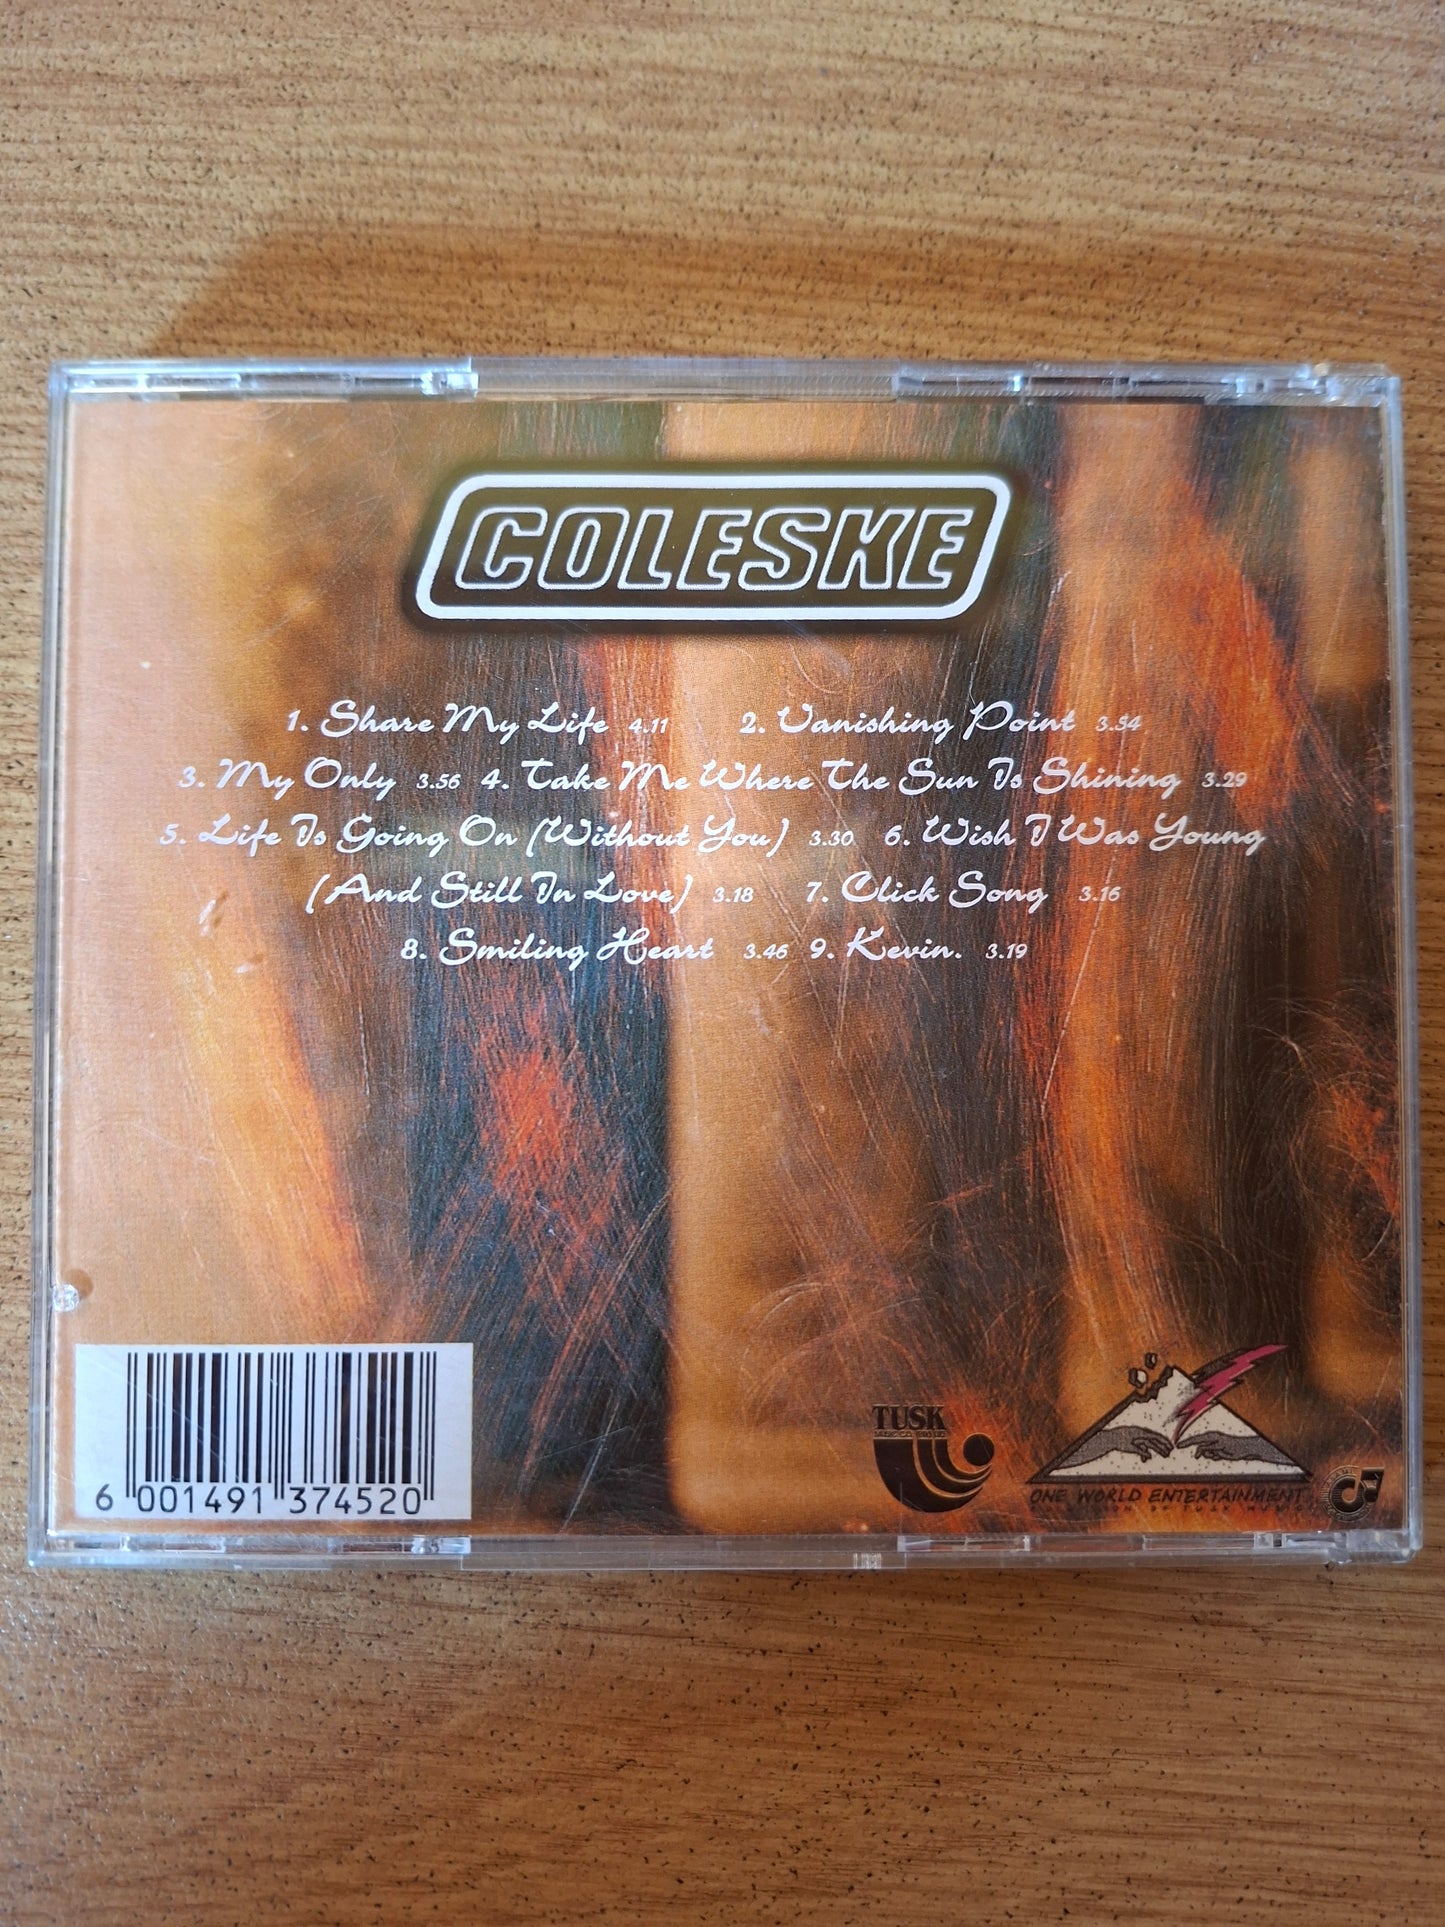 COLESKE
1. Share My Life 4.11 2. Vanishing Point 3.54
3. My Only 3.56 4. Take Me Where The Sun Is Shining 3.29
5. Life Is Going On (Without You) 3.30 6. Wish I Was Young
(And Still In Love) 3.18 7. Click Song 3.16
8. Smiling Heart 3.46 9. Kevin. 3.19
TUSK
ONE WORLD ENTERTAINMENT
6 001491 374520